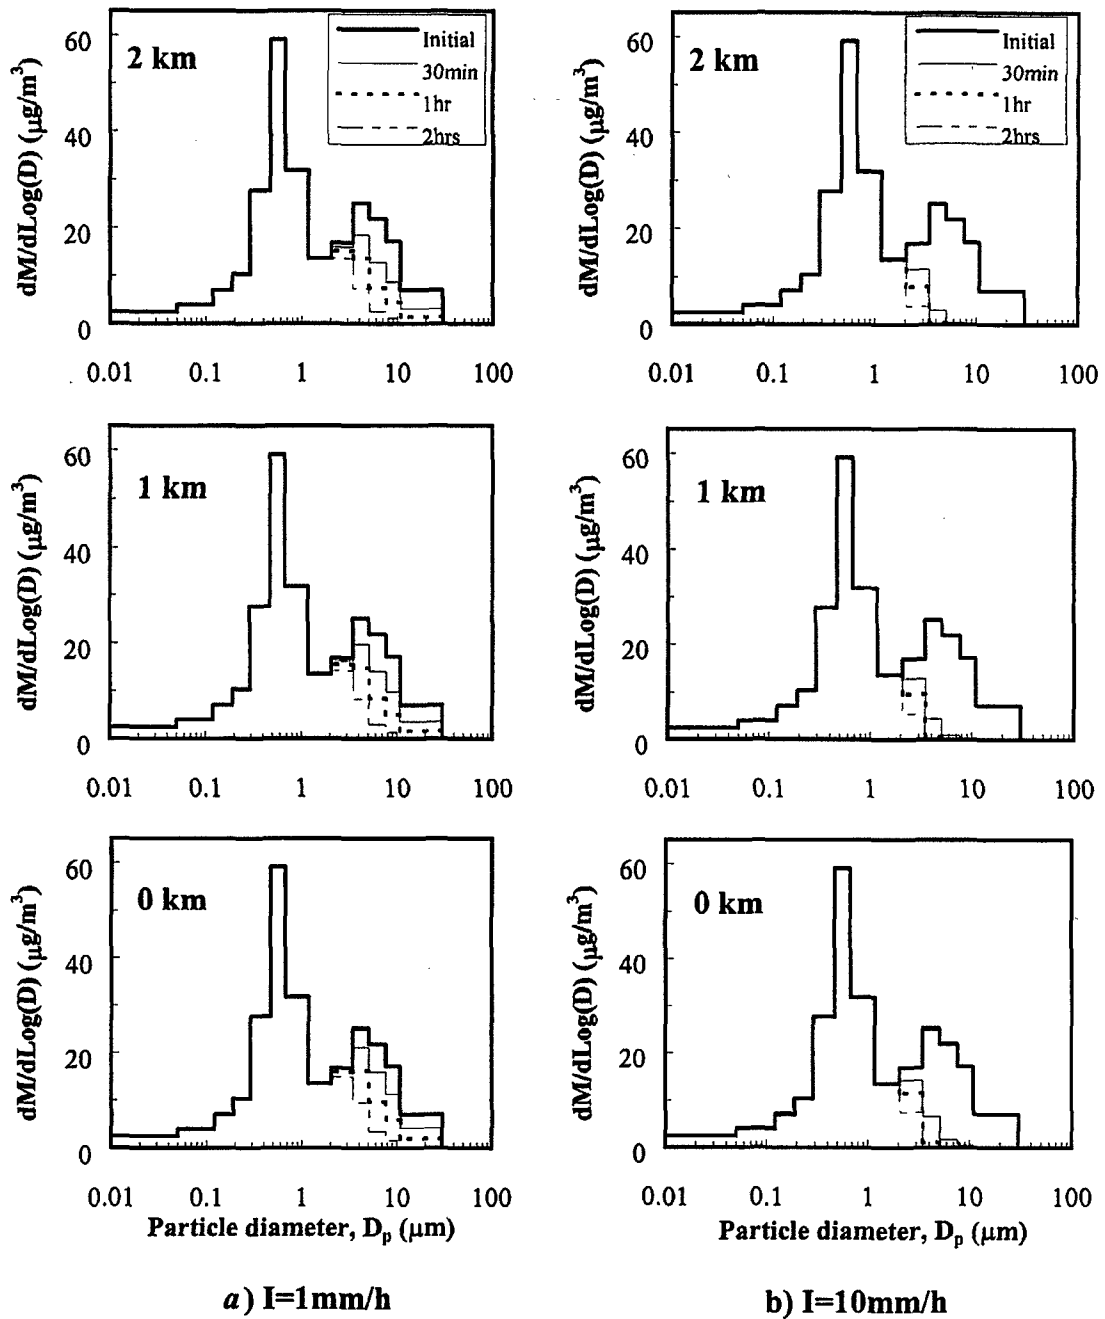 2 km
Initial
30min
1hr
2hrs
dM/dLog(D) (μg/m³)
60
40
20
0
0.01 0.1 1 10 100
2 km
Initial
30min
1hr
2hrs
dM/dLog(D) (μg/m³)
60
40
20
0
0.01 0.1 1 10 100
1 km
dM/dLog(D) (μg/m³)
60
40
20
0
0.01 0.1 1 10 100
1 km
dM/dLog(D) (μg/m³)
60
40
20
0
0.01 0.1 1 10 100
0 km
dM/dLog(D) (μg/m³)
60
40
20
0
0.01 0.1 1 10 100
Particle diameter, Dp (μm)
0 km
dM/dLog(D) (μg/m³)
60
40
20
0
0.01 0.1 1 10 100
Particle diameter, Dp (μm)
a) I=1mm/h
b) I=10mm/h